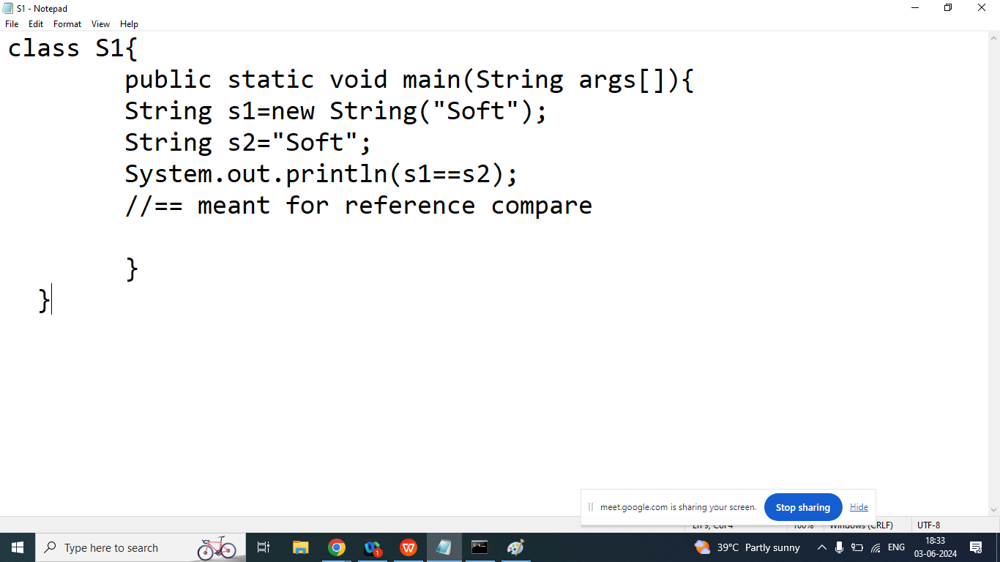 S1 - Notepad
File Edit Format View Help
class S1{
public static void main(String args[]){
String s1=new String("Soft");
String s2="Soft";
System.out.println(s1==s2);
//== meant for reference compare
}
}
meet.google.com is sharing your screen. Stop sharing Hide
Ln 9, Col 4 100% Windows (CRLF) UTF-8
Type here to search 1 W 39°C Partly sunny ENG 18:33
03-06-2024